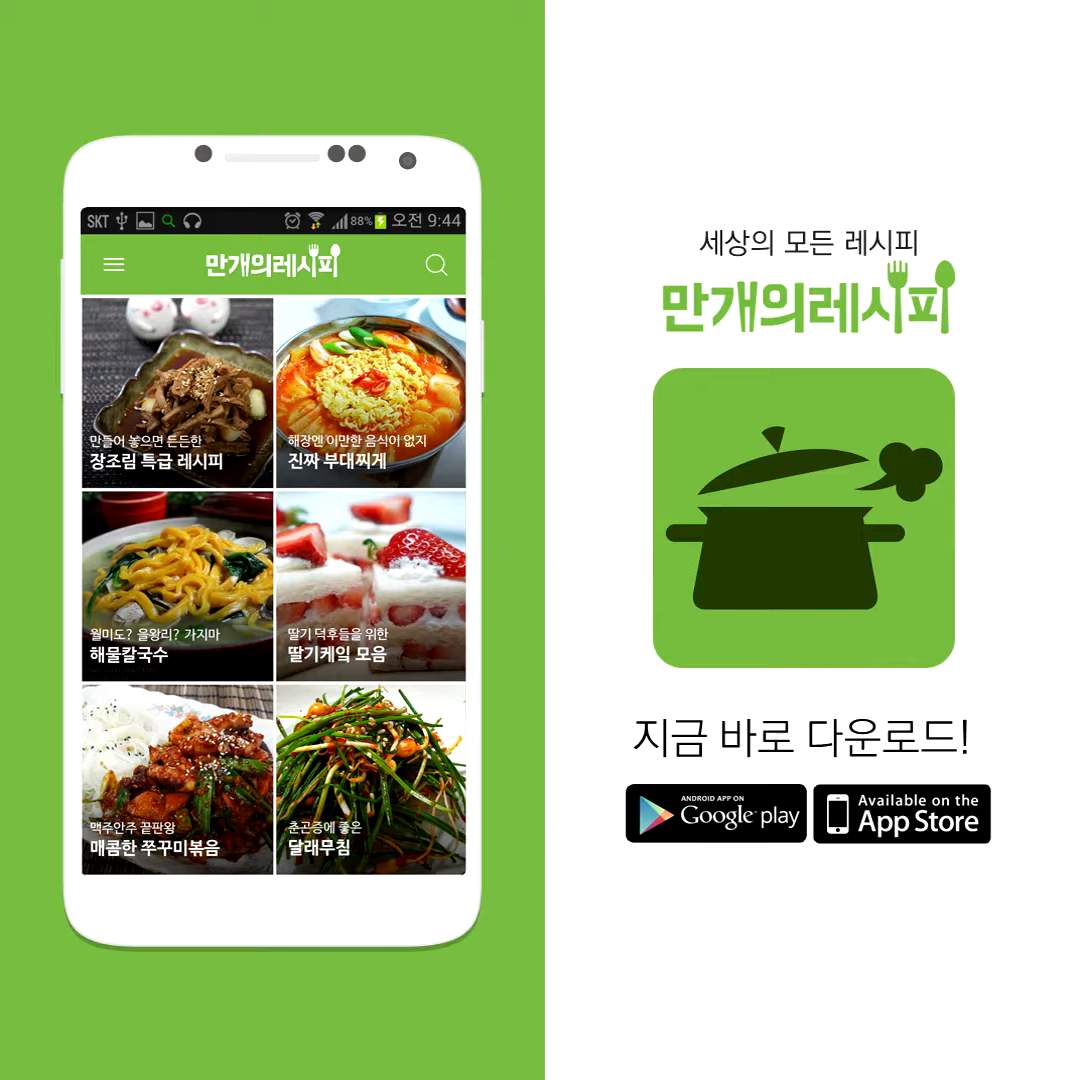 SKT
88%
오전 9:44
만개의레시피
만들어 놓으면 든든한
장조림 특급 레시피
해장엔 이만한 음식이 없지
진짜 부대찌게
월미도? 을왕리? 가지마
해물칼국수
딸기 덕후들을 위한
딸기케잌 모음
맥주안주 끝판왕
매콤한 쭈꾸미볶음
춘곤증에 좋은
달래무침
세상의 모든 레시피
만개의레시피
지금 바로 다운로드!
ANDROID APP ON
Google play
Available on the
App Store